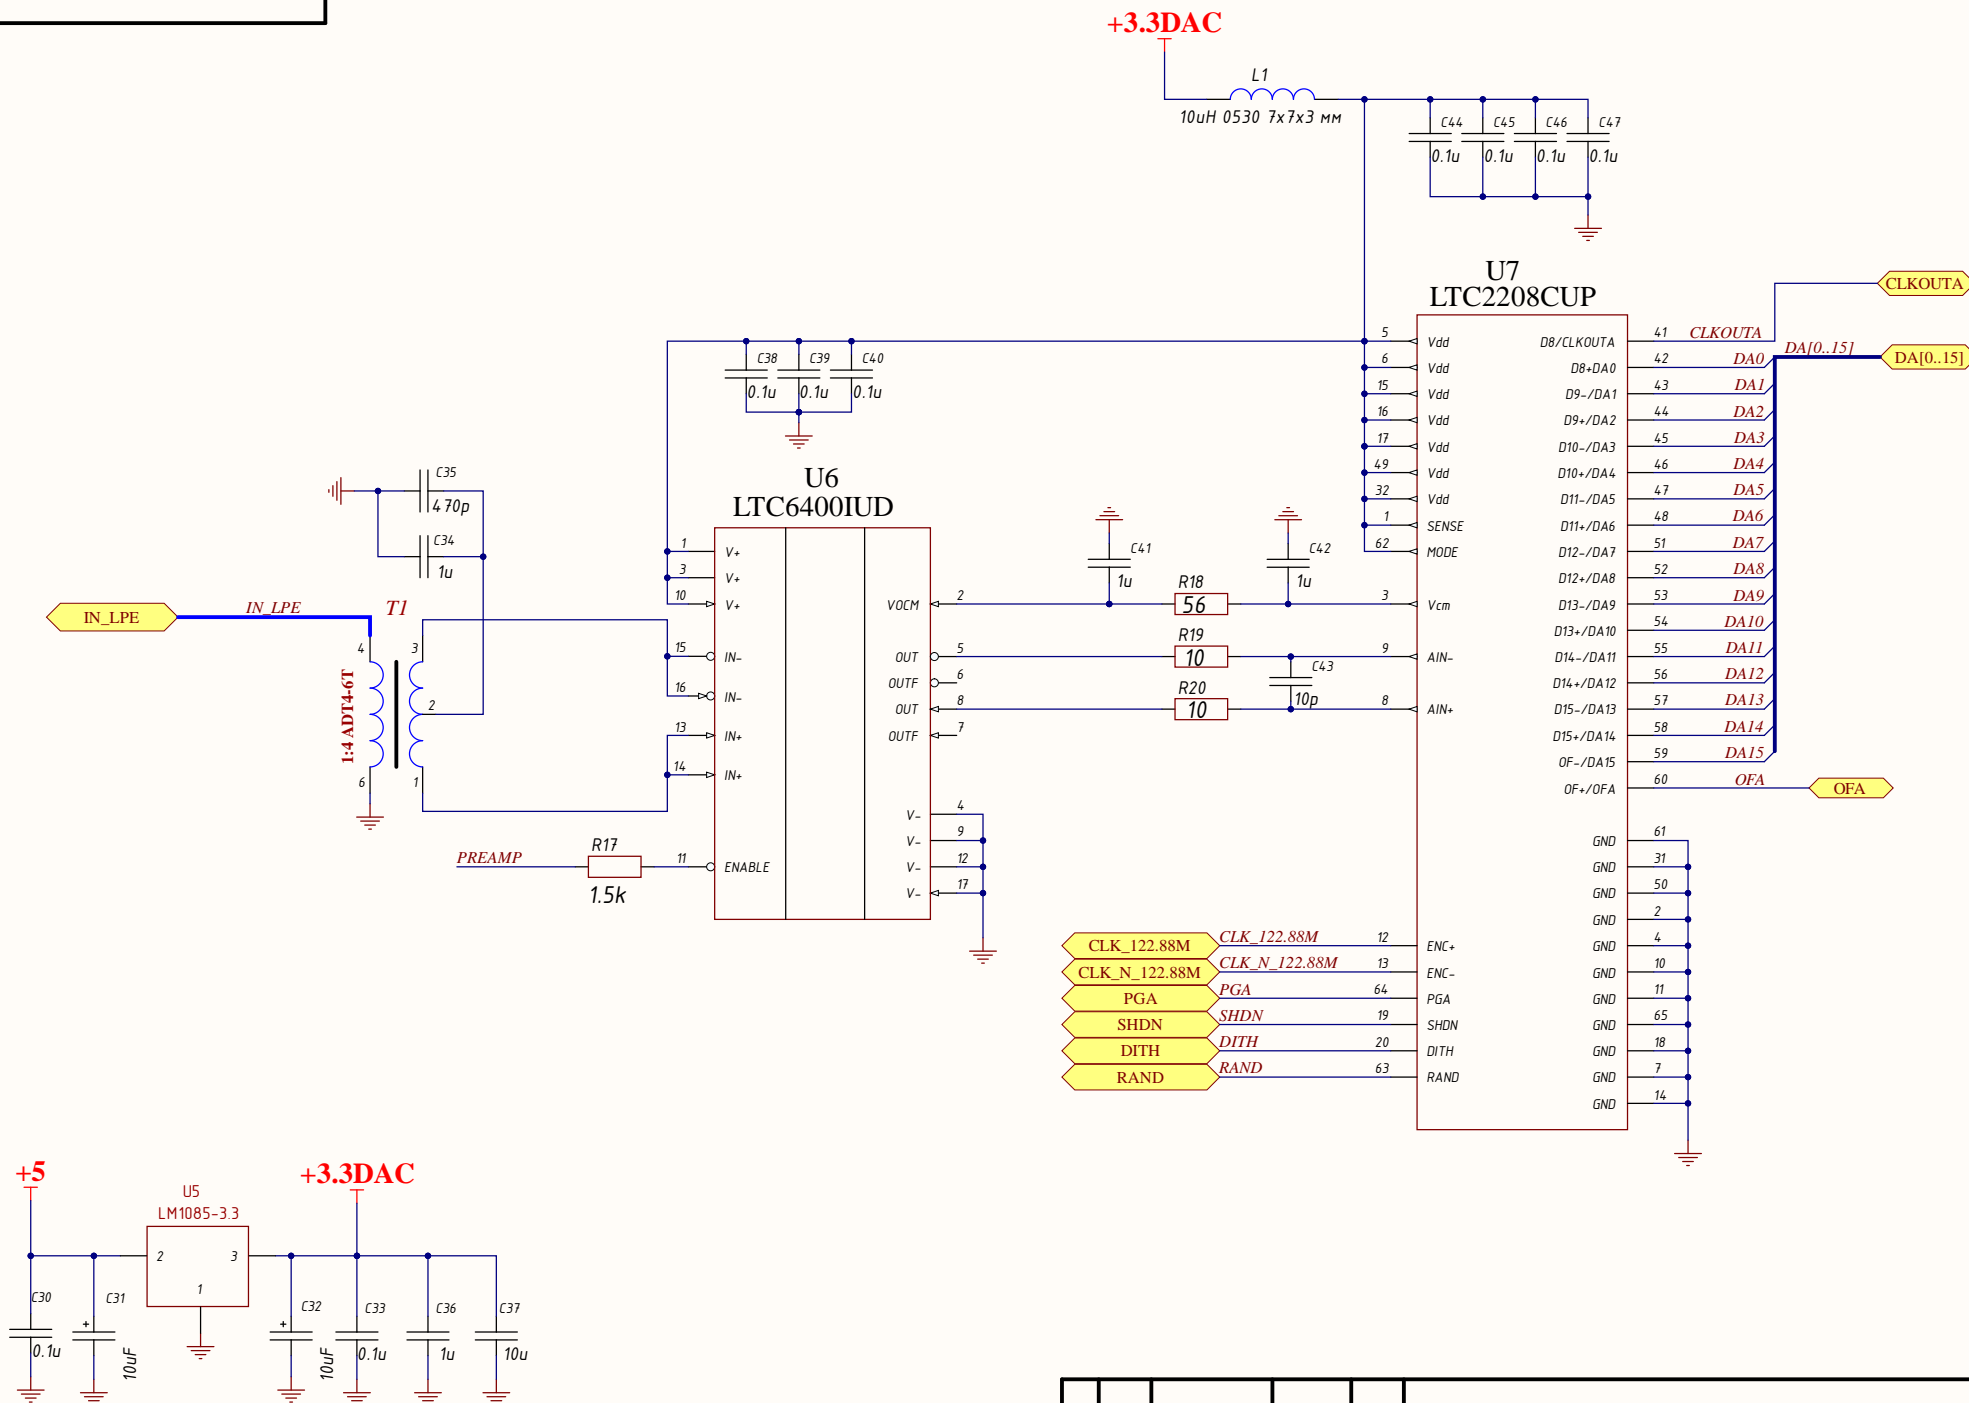 +3.3DAC
L1
10uH 0530 7x7x3 мм
C44 C45 C46 C47
0.1u 0.1u 0.1u 0.1u
U7
LTC2208CUP
CLKOUTA
5 Vdd D8/CLKOUTA 41 CLKOUTA
DA[0..15] DA[0..15]
6 Vdd D8+DA0 42 DA0
15 Vdd D9-/DA1 43 DA1
16 Vdd D9+/DA2 44 DA2
17 Vdd D10-/DA3 45 DA3
49 Vdd D10+/DA4 46 DA4
32 Vdd D11-/DA5 47 DA5
1 SENSE D11+/DA6 48 DA6
62 MODE D12-/DA7 51 DA7
D12+/DA8 52 DA8
3 Vcm D13-/DA9 53 DA9
D13+/DA10 54 DA10
9 AIN- D14-/DA11 55 DA11
D14+/DA12 56 DA12
8 AIN+ D15-/DA13 57 DA13
D15+/DA14 58 DA14
OF-/DA15 59 DA15
OF+/OFA 60 OFA OFA
GND 61
GND 31
GND 50
GND 2
GND 4
GND 10
GND 11
GND 65
GND 18
GND 7
GND 14
CLK_122.88M CLK_122.88M 12 ENC+
CLK_N_122.88M CLK_N_122.88M 13 ENC-
PGA PGA 64 PGA
SHDN SHDN 19 SHDN
DITH DITH 20 DITH
RAND RAND 63 RAND
C38 C39 C40
0.1u 0.1u 0.1u
C35
470p
C34
1u
U6
LTC6400IUD
1 V+
3 V+
10 V+
VOCM 2
15 IN-
OUT 5
16 IN-
OUTF 6
OUT 8
13 IN+
OUTF 7
14 IN+
V- 4
V- 9
11 ENABLE
V- 12
V- 17
C41
1u
C42
1u
R18
56
R19
10
C43
10p
R20
10
IN_LPE IN_LPE T1
4 3
2
1:4 ADT4-6T
6 1
PREAMP R17
1.5k
+5
+3.3DAC
U5
LM1085-3.3
2 3
1
C30 C31 C32 C33 C36 C37
+ +
0.1u 10uF 10uF 0.1u 1u 10u